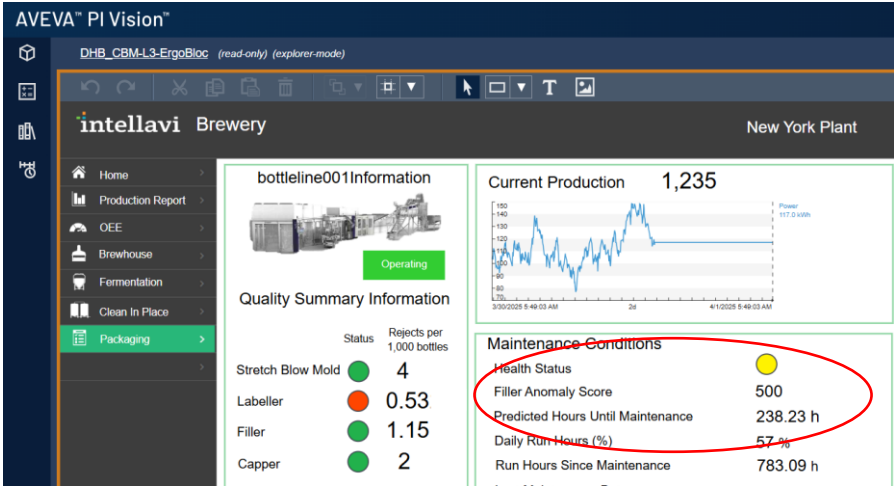 AVEVA™ PI Vision™
DHB_CBM-L3-ErgoBloc (read-only) (explorer-mode)
T
intellavi Brewery
New York Plant
Home
Production Report
OEE
Brewhouse
Fermentation
Clean In Place
Packaging
bottleline001Information
Operating
Quality Summary Information
Status Rejects per
1,000 bottles
Stretch Blow Mold 4
Labeller 0.53
Filler 1.15
Capper 2
Current Production 1,235
150
140
130
110
90
80
Power
117.0 kWh
3/30/2025 5:49:03 AM 2d 4/1/2025 5:49:03 AM
Maintenance Conditions
Health Status
Filler Anomaly Score 500
Predicted Hours Until Maintenance 238.23 h
Daily Run Hours (%) 57 %
Run Hours Since Maintenance 783.09 h